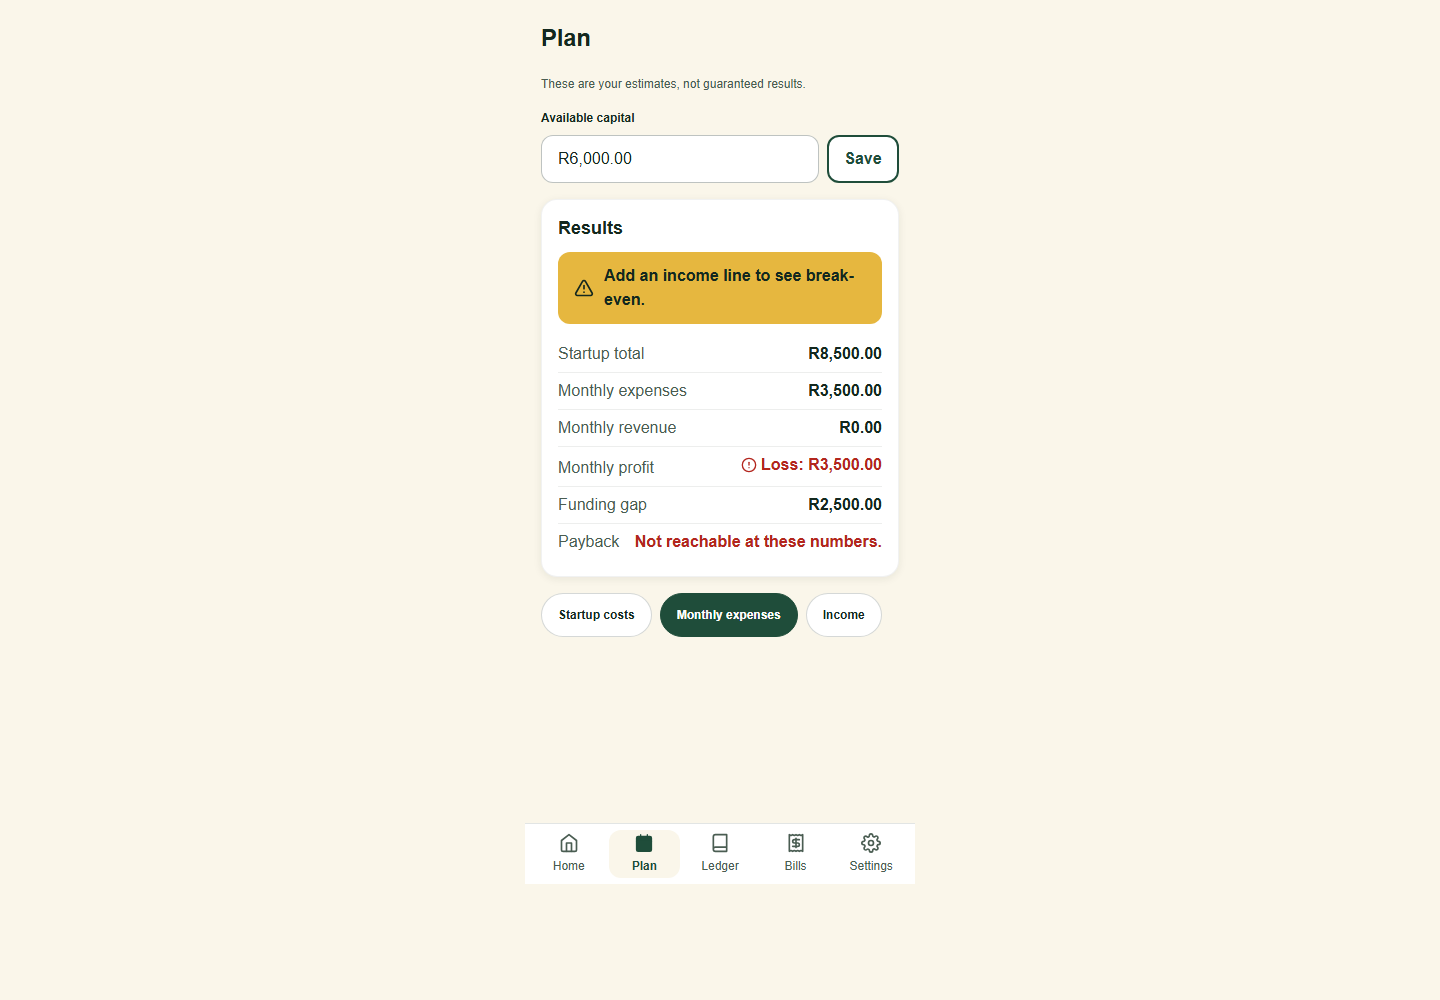 Plan
These are your estimates, not guaranteed results.
Available capital
R6,000.00
Save
Results
Add an income line to see break-
even.
Startup total R8,500.00
Monthly expenses R3,500.00
Monthly revenue R0.00
Monthly profit Loss: R3,500.00
Funding gap R2,500.00
Payback Not reachable at these numbers.
Startup costs Monthly expenses Income
Home Plan Ledger Bills Settings